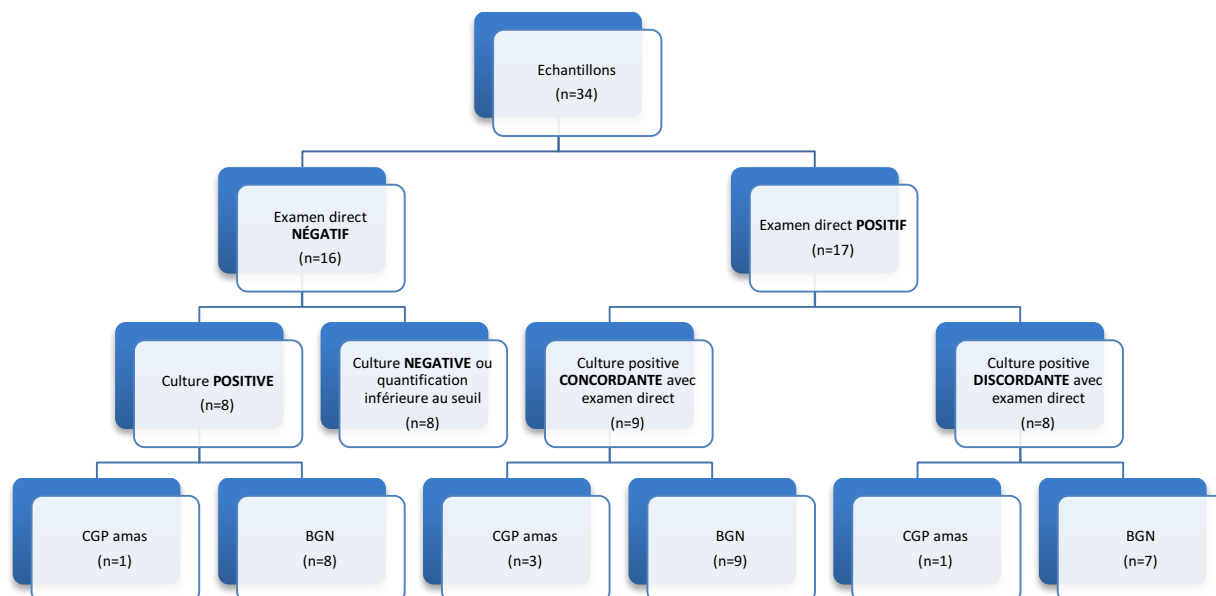 Echantillons
(n=34)
Examen direct
NÉGATIF
(n=16)
Examen direct POSITIF
(n=17)
Culture POSITIVE
(n=8)
Culture NEGATIVE ou
quantification
inférieure au seuil
(n=8)
Culture positive
CONCORDANTE avec
examen direct
(n=9)
Culture positive
DISCORDANTE avec
examen direct
(n=8)
CGP amas
(n=1)
BGN
(n=8)
CGP amas
(n=3)
BGN
(n=9)
CGP amas
(n=1)
BGN
(n=7)